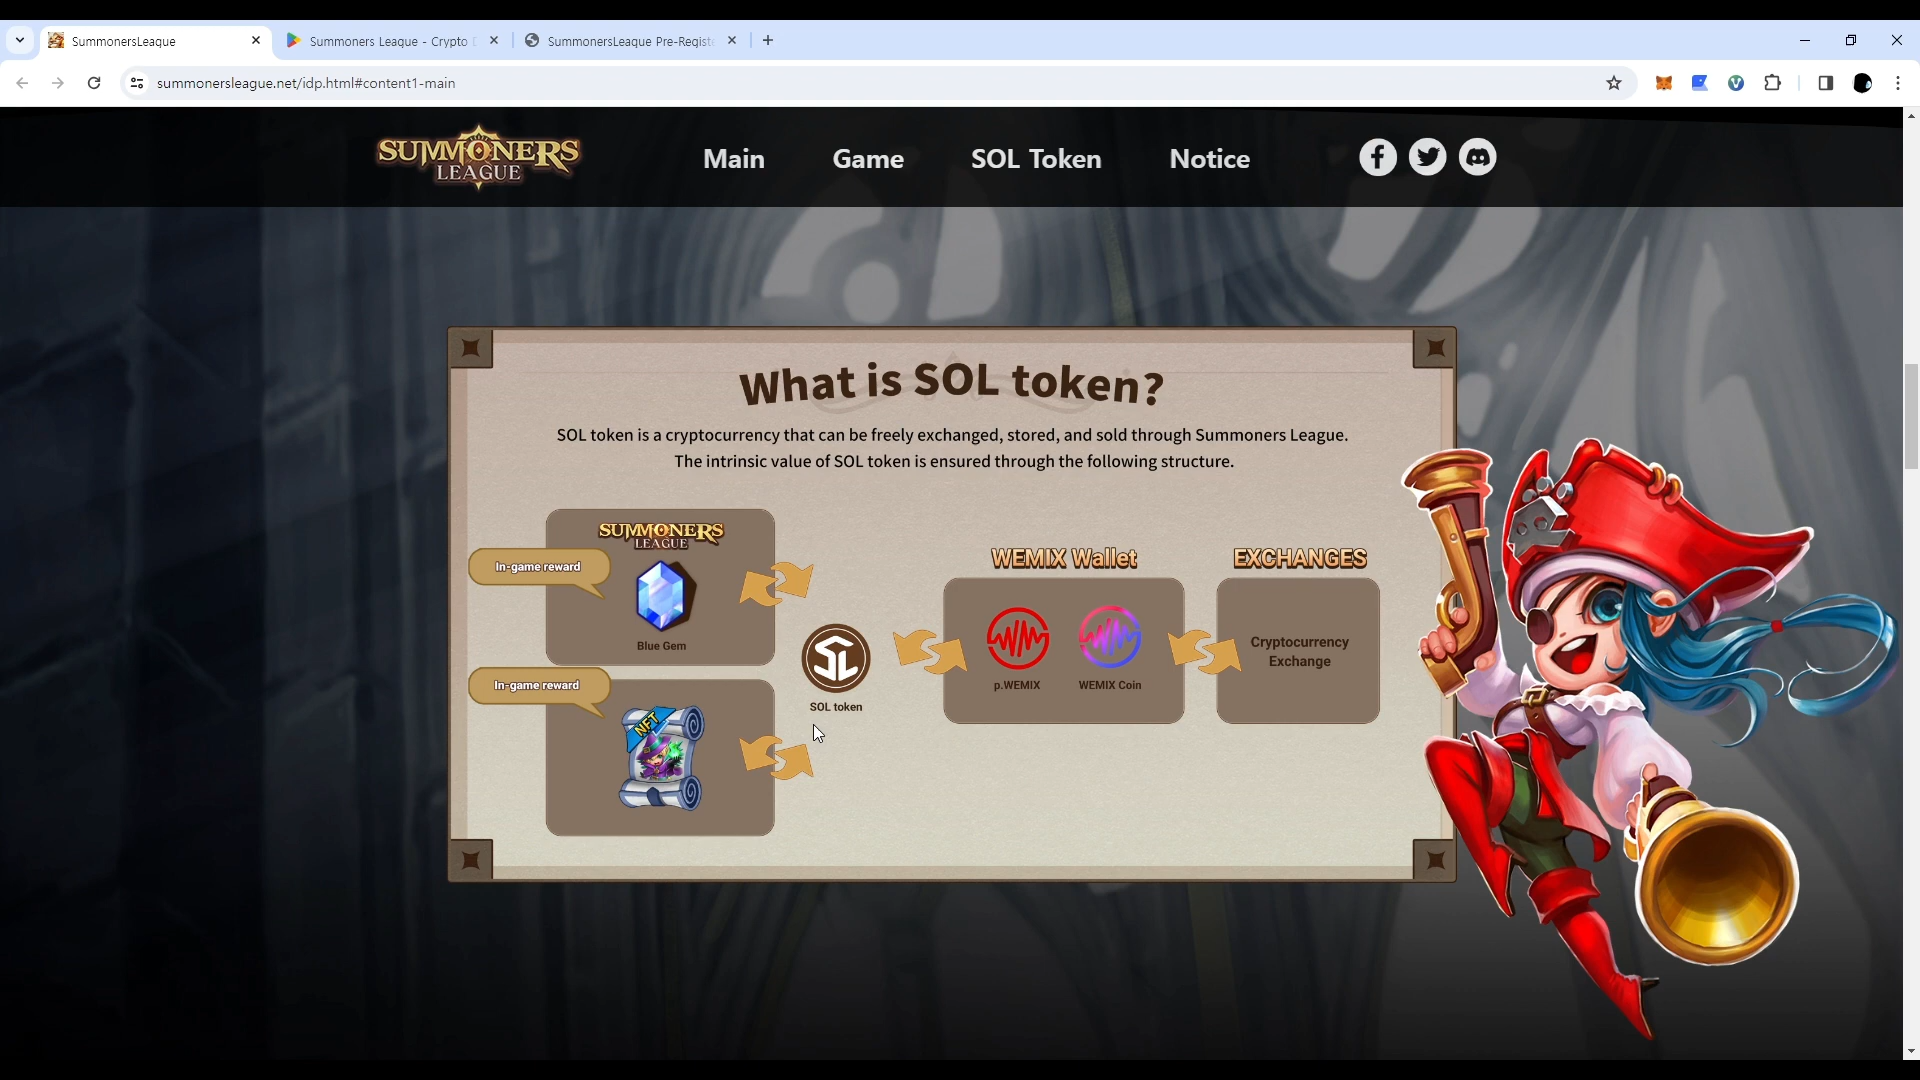 SummonersLeague
Summoners League - Crypto
SummonersLeague Pre-Regist
summonersleague.net/idp.html#content1-main
SUMMONERS
LEAGUE
Main
Game
SOL Token
Notice
What is SOL token?
SOL token is a cryptocurrency that can be freely exchanged, stored, and sold through Summoners League.
The intrinsic value of SOL token is ensured through the following structure.
SUMMONERS
LEAGUE
In-game reward
Blue Gem
In-game reward
NFT
SL
SOL token
WEMIX Wallet
p.WEMIX
WEMIX Coin
EXCHANGES
Cryptocurrency
Exchange